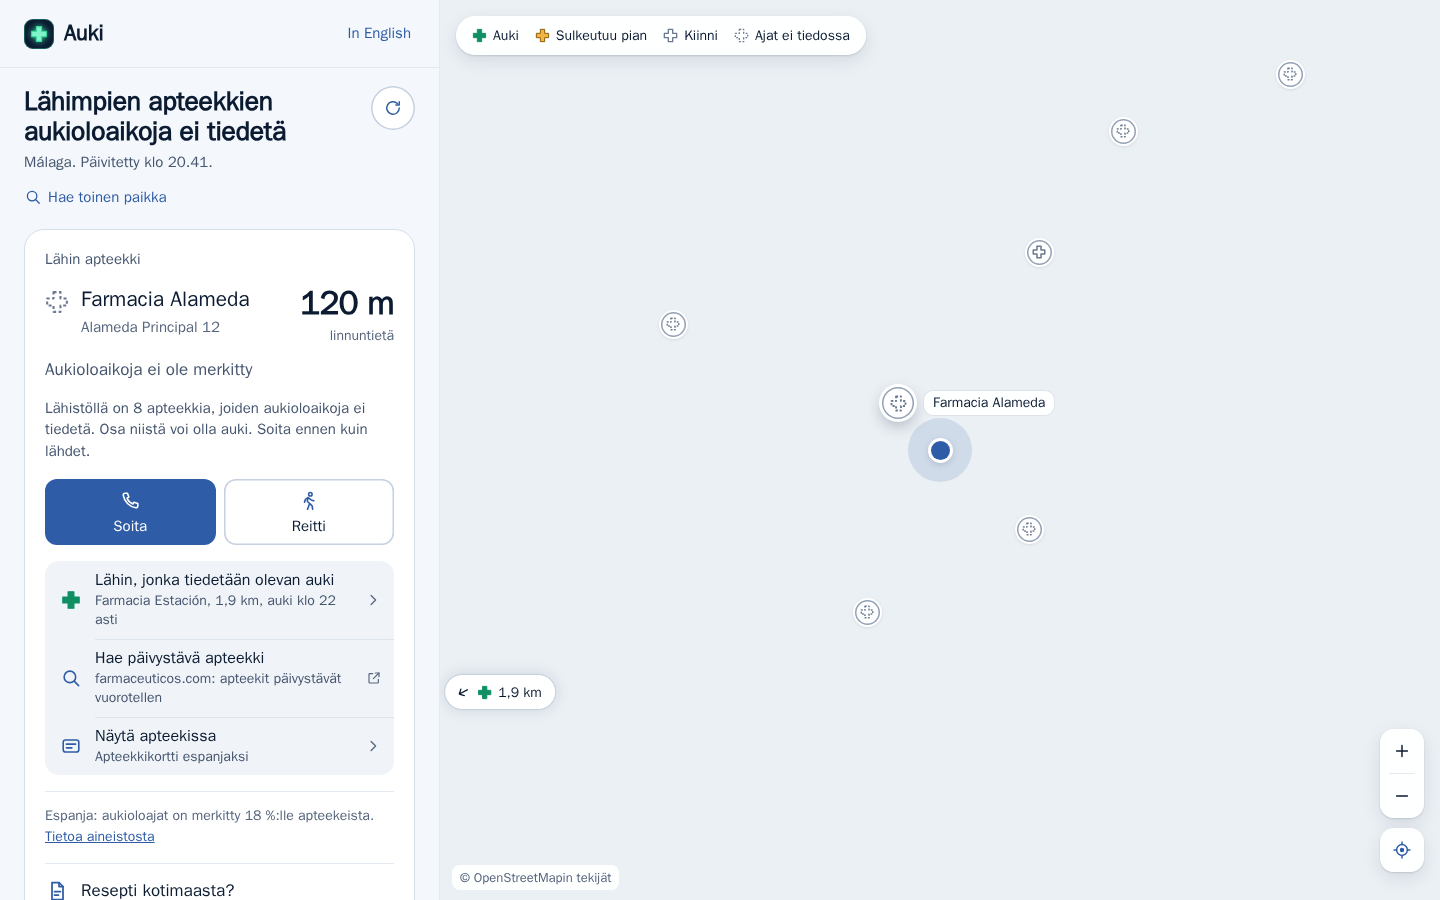 Auki
In English
Lähimpien apteekkien
aukioloaikoja ei tiedetä
Málaga. Päivitetty klo 20.41.
Hae toinen paikka
Lähin apteekki
Farmacia Alameda
120 m
Alameda Principal 12
linnuntietä
Aukioloaikoja ei ole merkitty
Lähistöllä on 8 apteekkia, joiden aukioloaikoja ei
tiedetä. Osa niistä voi olla auki. Soita ennen kuin
lähdet.
Soita
Reitti
Lähin, jonka tiedetään olevan auki
Farmacia Estación, 1,9 km, auki klo 22
asti
Hae päivystävä apteekki
farmaceuticos.com: apteekit päivystävät
vuorotellen
Näytä apteekissa
Apteekkikortti espanjaksi
Espanja: aukioloajat on merkitty 18 %:lle apteekeista.
Tietoa aineistosta
Resepti kotimaasta?
Auki
Sulkeutuu pian
Kiinni
Ajat ei tiedossa
Farmacia Alameda
1,9 km
© OpenStreetMapin tekijät